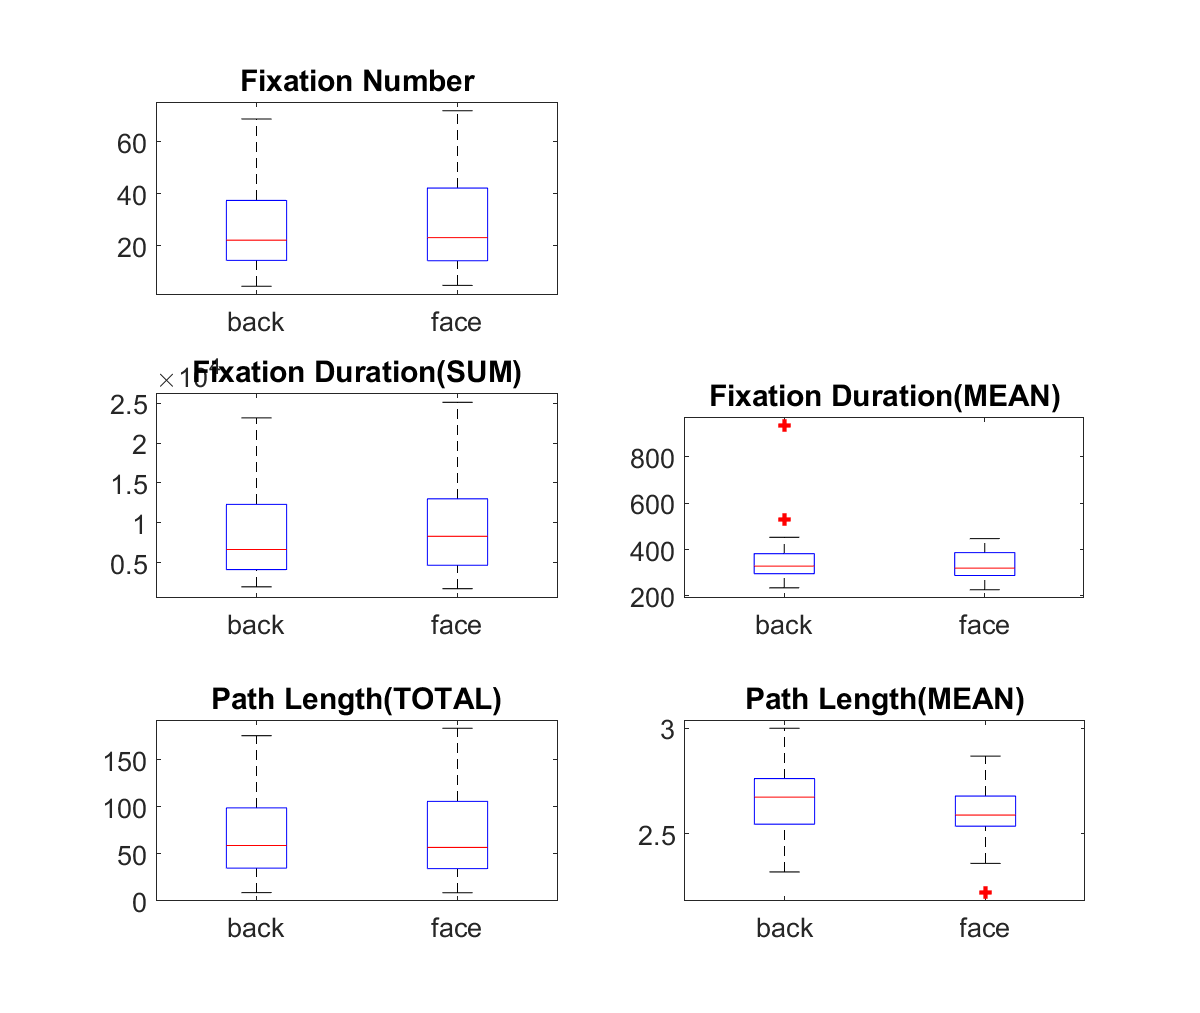 Fixation Number
60
40
20
back face
×10^4
Fixation Duration(SUM)
2.5
2
1.5
1
0.5
back face
Fixation Duration(MEAN)
800
600
400
200
back face
Path Length(TOTAL)
150
100
50
0
back face
Path Length(MEAN)
3
2.5
back face